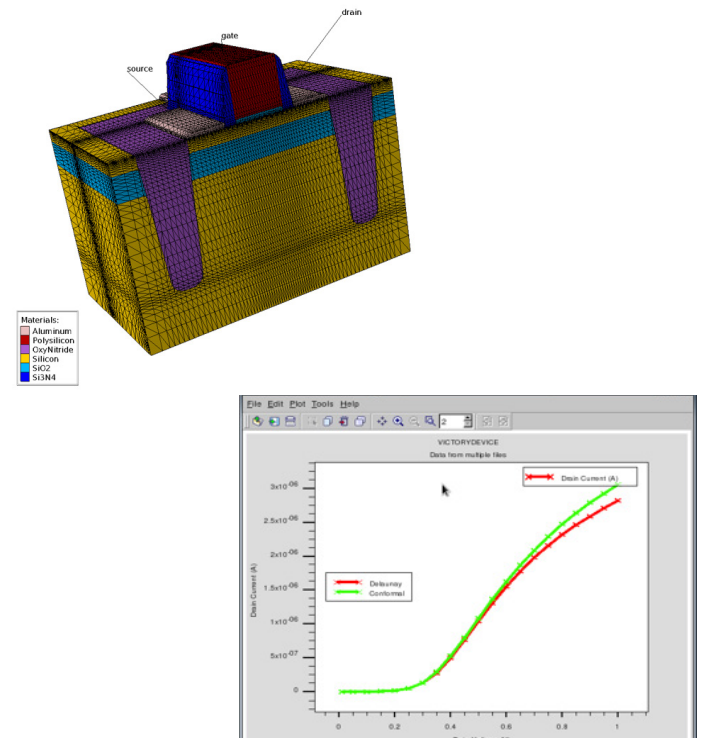 drain
gate
source
Materials:
Aluminum
Polysilicon
OxyNitride
Silicon
SiO2
Si3N4
File Edit Plot Tools Help
2
VICTORYDEVICE
Data from multiple files
Drain Current (A)
3x10-06
2.5x10-06
2x10-06
1.5x10-06
1x10-06
5x10-07
0
Drain Current (A)
Delaunay
Conformal
0 0.2 0.4 0.6 0.8 1